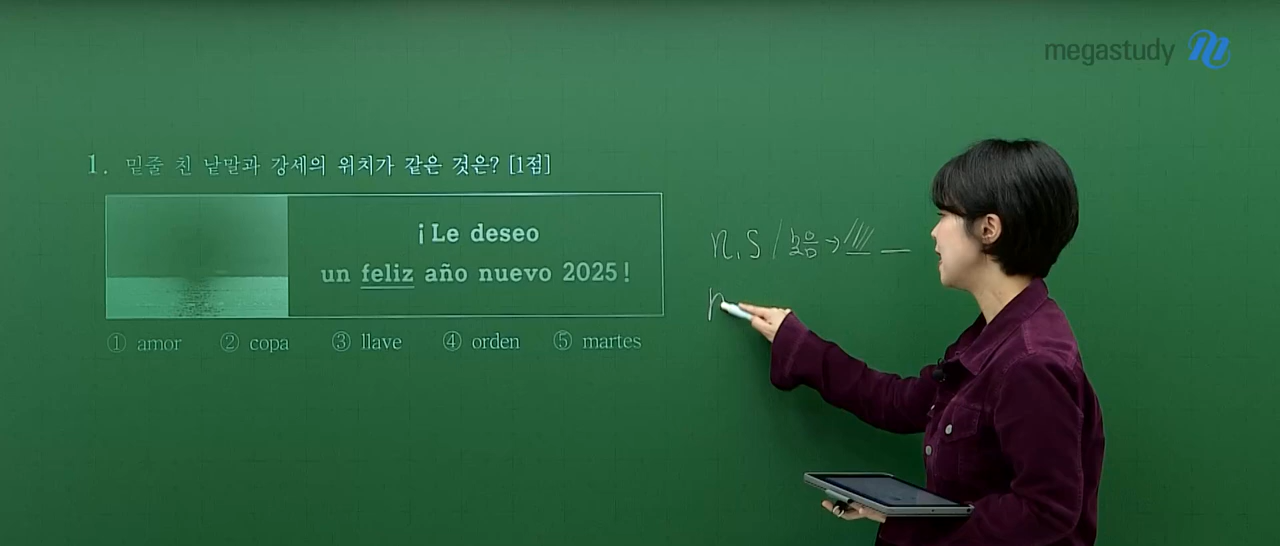 megastudy
1. 밑줄 친 낱말과 강세의 위치가 같은 것은? [1점]
¡Le deseo
un feliz año nuevo 2025!
① amor ② copa ③ llave ④ orden ⑤ martes
n, s / 모음 →
n